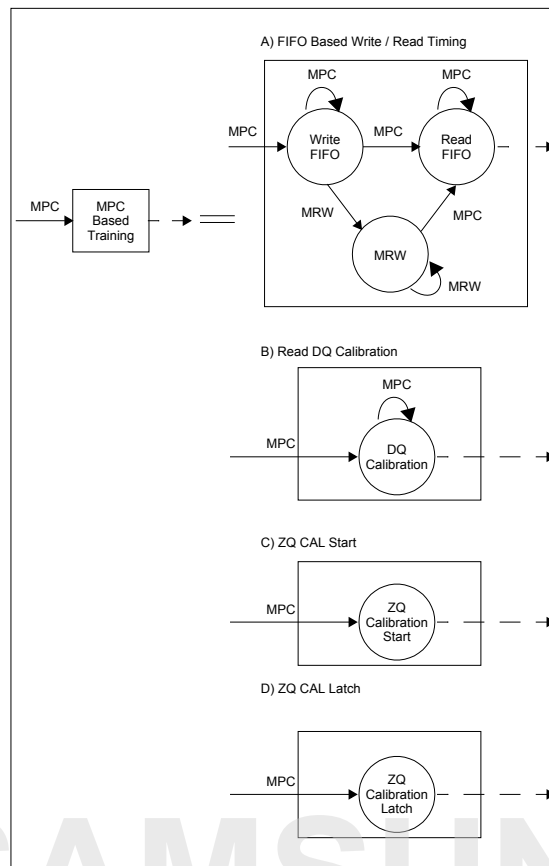 A) FIFO Based Write / Read Timing
MPC
MPC
MPC
Write
FIFO
MPC
Read
FIFO
MPC
MPC
Based
Training
MRW
MPC
MRW
MRW
B) Read DQ Calibration
MPC
MPC
DQ
Calibration
C) ZQ CAL Start
MPC
ZQ
Calibration
Start
D) ZQ CAL Latch
MPC
ZQ
Calibration
Latch
SAMSUN